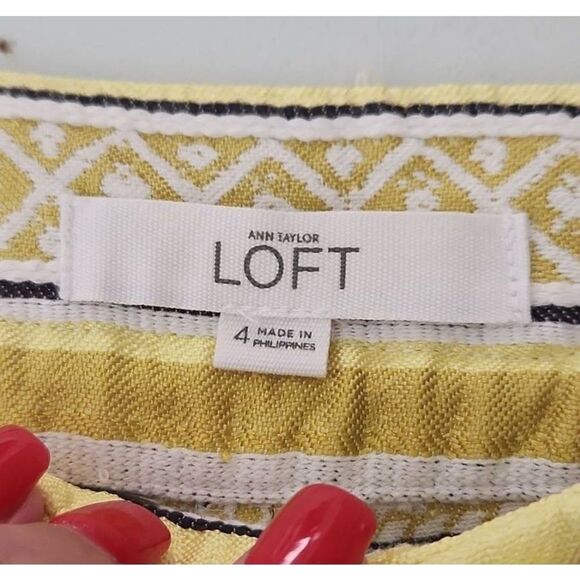 ANN TAYLOR
LOFT
4 MADE IN
PHILIPPINES